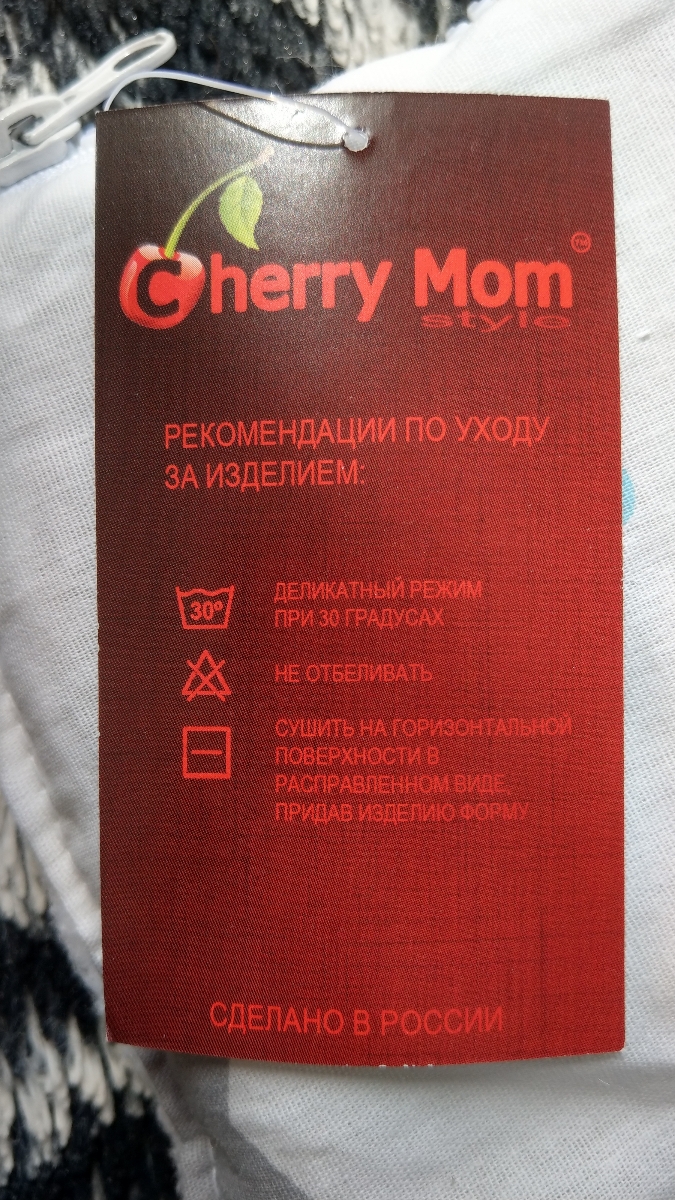 Cherry Mom™
style
РЕКОМЕНДАЦИИ ПО УХОДУ
ЗА ИЗДЕЛИЕМ:
30°
ДЕЛИКАТНЫЙ РЕЖИМ
ПРИ 30 ГРАДУСАХ
НЕ ОТБЕЛИВАТЬ
СУШИТЬ НА ГОРИЗОНТАЛЬНОЙ
ПОВЕРХНОСТИ В
РАСПРАВЛЕННОМ ВИДЕ,
ПРИДАВ ИЗДЕЛИЮ ФОРМУ
СДЕЛАНО В РОССИИ